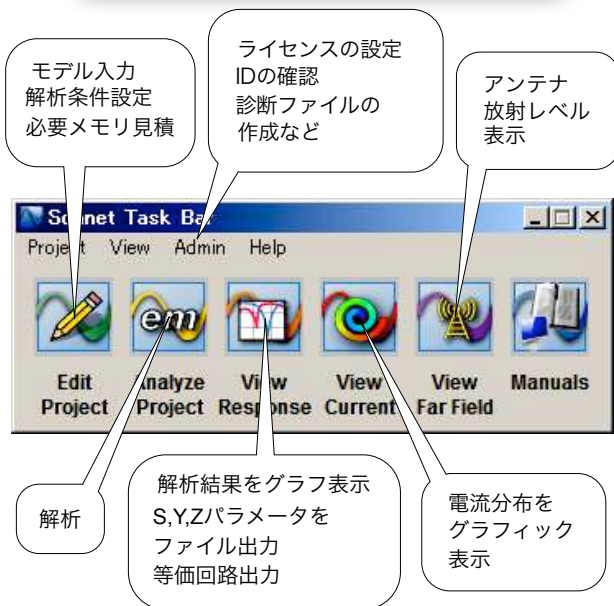 ライセンスの設定
IDの確認
診断ファイルの
作成など
モデル入力
解析条件設定
必要メモリ見積
アンテナ
放射レベル
表示
Sonnet Task Bar
Project View Admin Help
em
Edit Project
Analyze Project
View Response
View Current
View Far Field
Manuals
解析
解析結果をグラフ表示
S,Y,Zパラメータを
ファイル出力
等価回路出力
電流分布を
グラフィック
表示